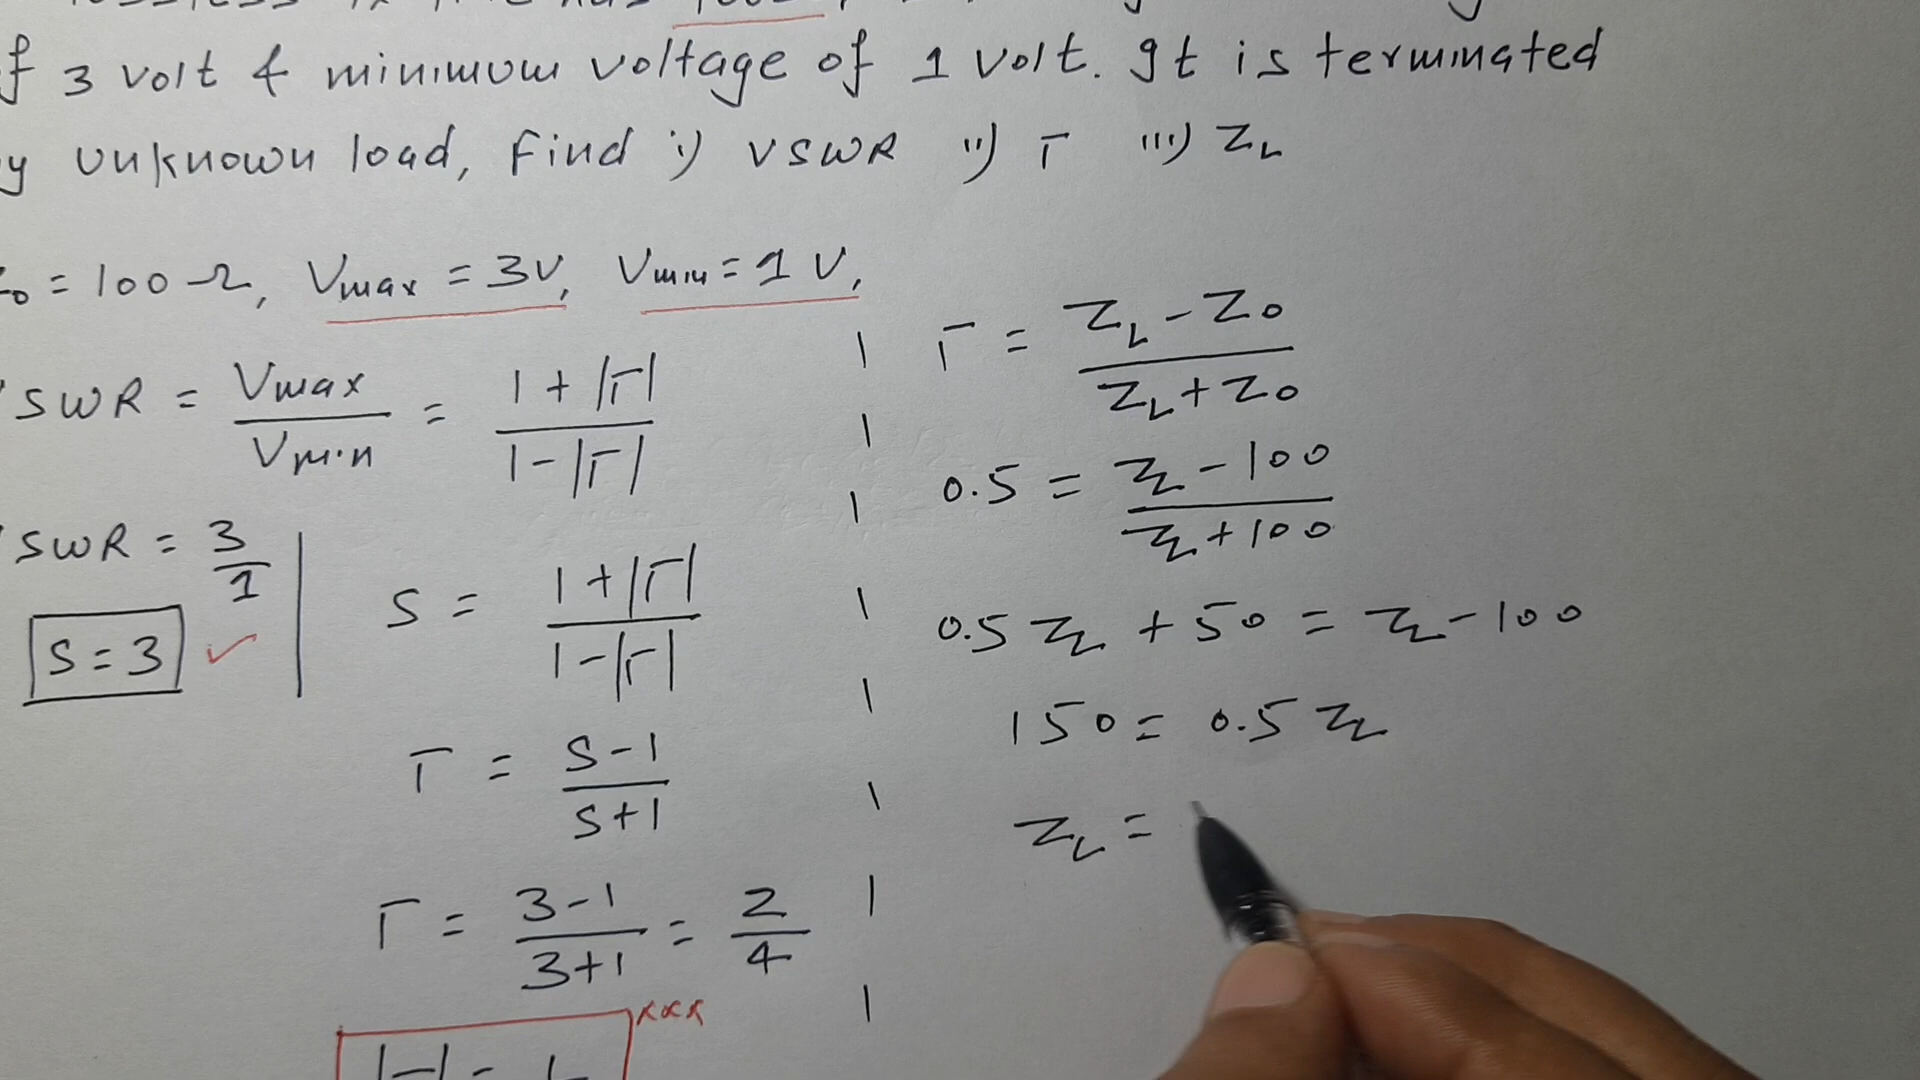 f 3 volt & minimum voltage of 1 volt. It is terminated
y unknown load, Find i) VSWR ii) Γ iii) ZL
Zo = 100 Ω, Vmax = 3V, Vmin = 1 V,
SWR = Vmax / Vmin = 1 + |Γ| / 1 - |Γ|
SWR = 3 / 1
S = 3 ✓
S = 1 + |Γ| / 1 - |Γ|
Γ = S - 1 / S + 1
Γ = 3 - 1 / 3 + 1 = 2 / 4
xxx
Γ = ZL - Zo / ZL + Zo
0.5 = ZL - 100 / ZL + 100
0.5 ZL + 50 = ZL - 100
150 = 0.5 ZL
ZL =